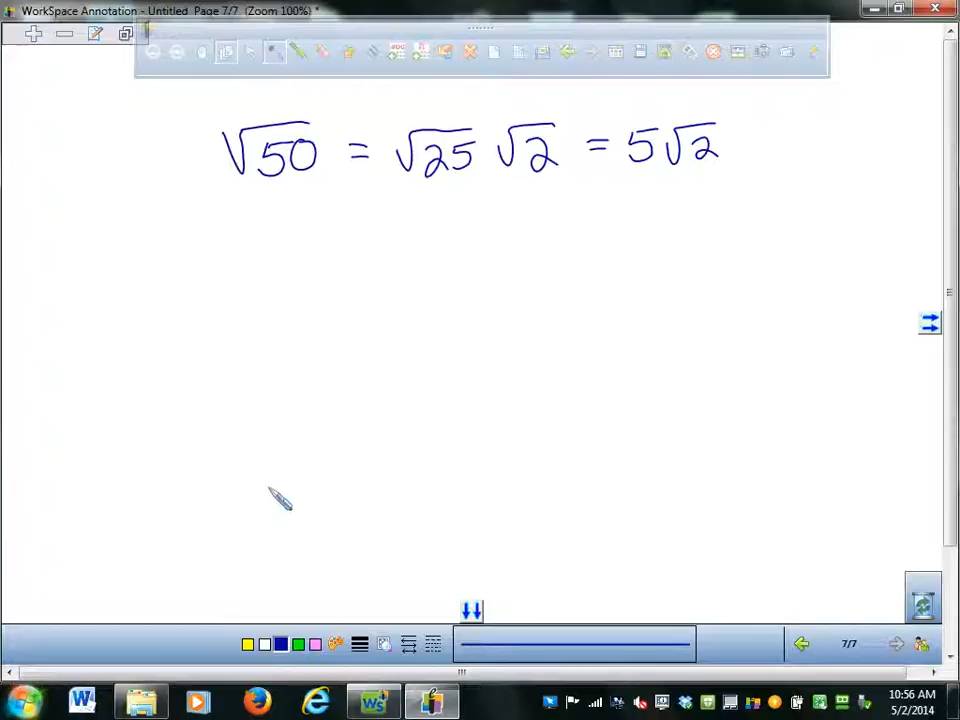 WorkSpace Annotation - Untitled Page 7/7 (Zoom 100%) *
√50 = √25 √2 = 5√2
7/7
10:56 AM
5/2/2014